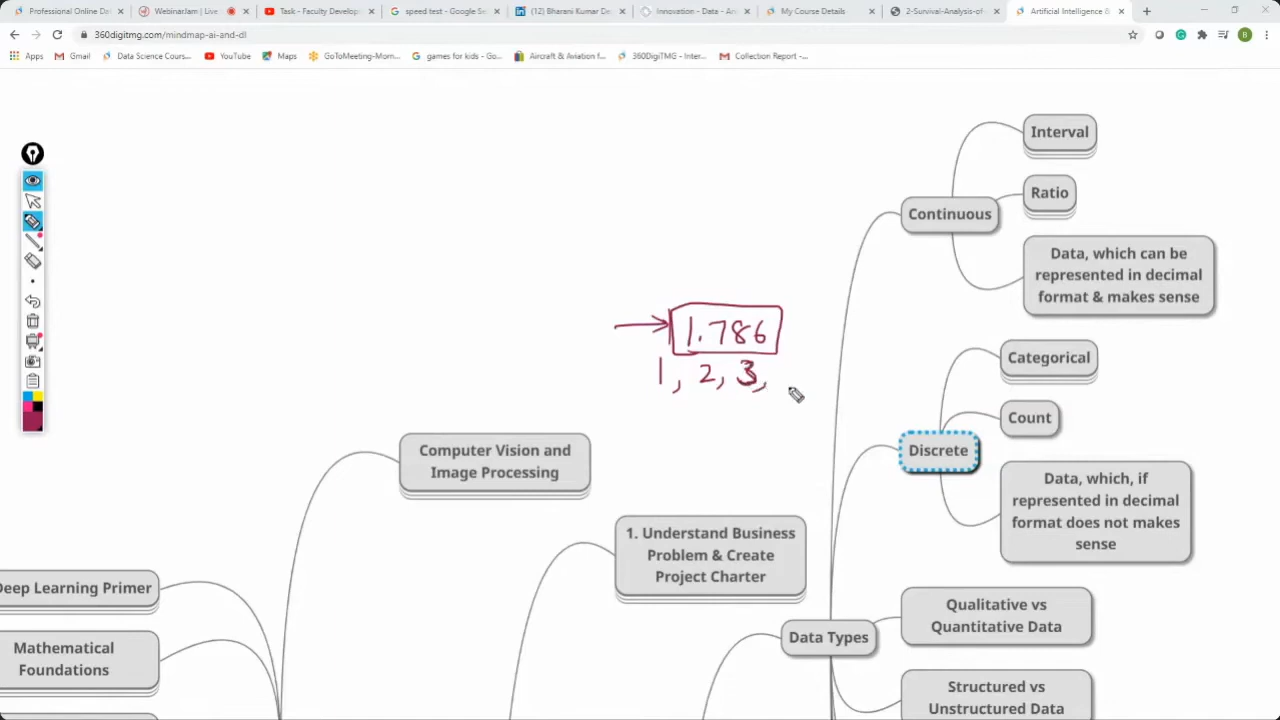 Professional Online Da
WebinarJam | Live
Task - Faculty Develop
speed test - Google Se
(12) Bharani Kumar De
Innovation - Data - An
My Course Details
2-Survival-Analysis-of
Artificial Intelligence &
360digitmg.com/mindmap-ai-and-dl
B
Apps
Gmail
Data Science Cours...
YouTube
Maps
GoToMeeting-Mom...
games for kids - Go...
Aircraft & Aviation f...
360DigiTMG - Inter...
Collection Report -...
Interval
Ratio
Continuous
Data, which can be
represented in decimal
format & makes sense
1.786
1, 2, 3,
Categorical
Count
Discrete
Data, which, if
represented in decimal
format does not makes
sense
Computer Vision and
Image Processing
1. Understand Business
Problem & Create
Project Charter
Deep Learning Primer
Mathematical
Foundations
Data Types
Qualitative vs
Quantitative Data
Structured vs
Unstructured Data